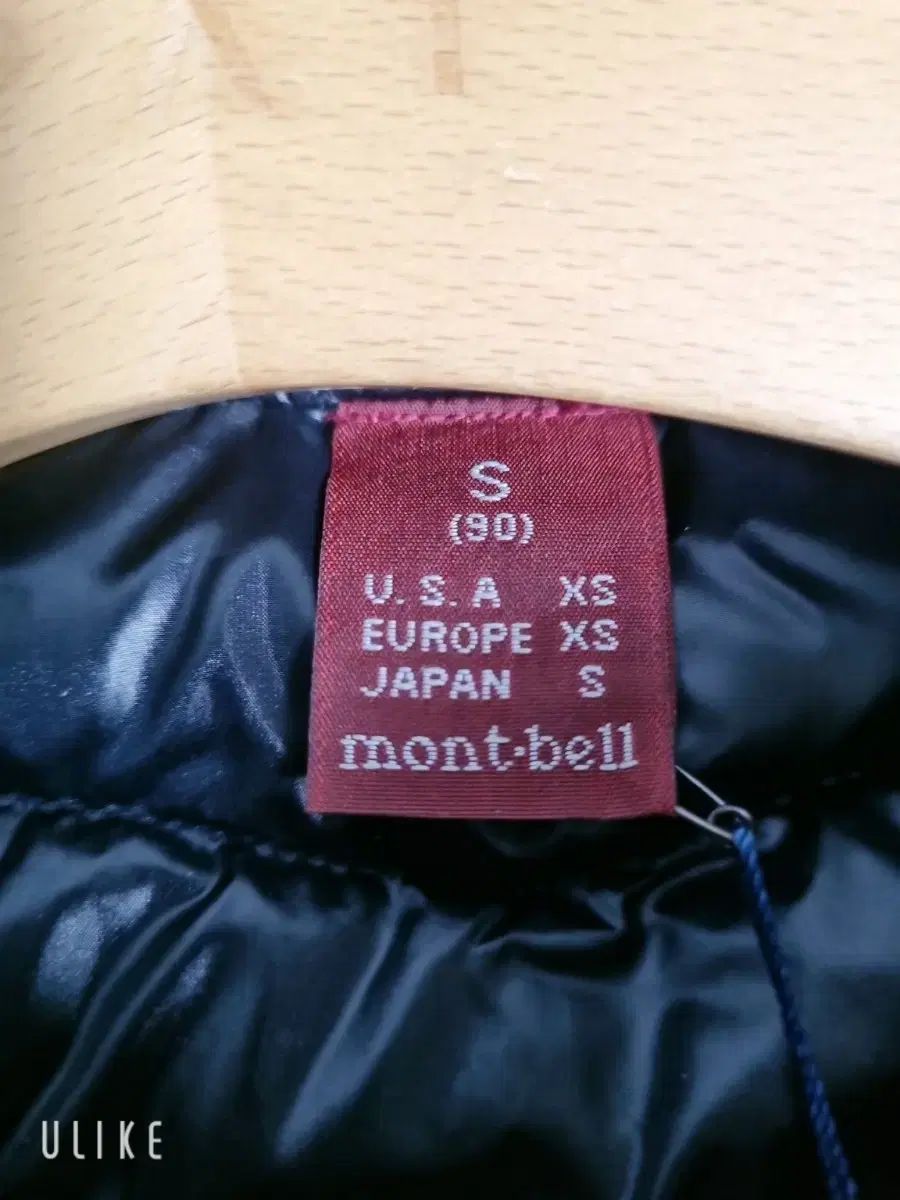 S
(90)
U.S.A XS
EUROPE XS
JAPAN S
mont·bell
ULIKE